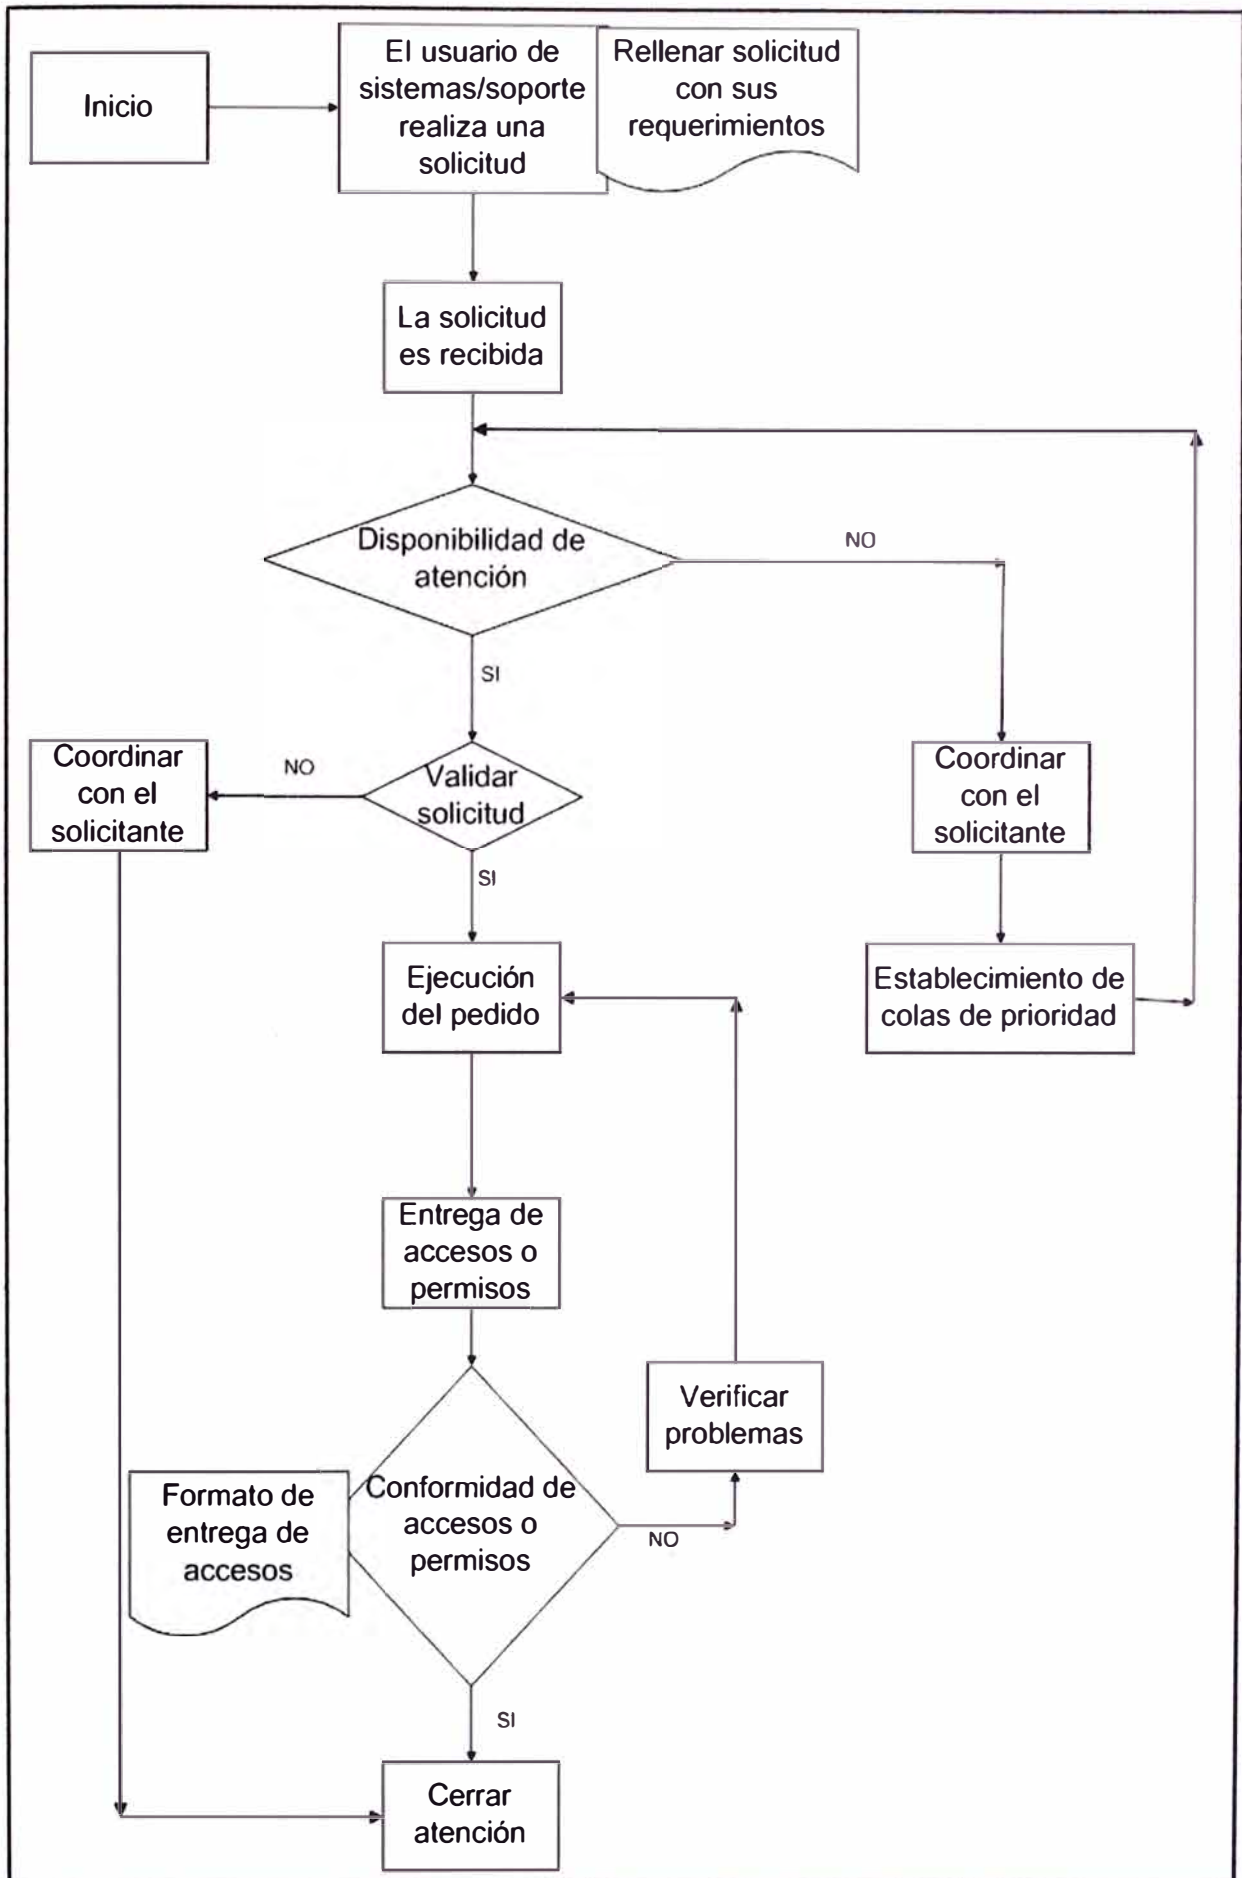 Inicio
El usuario de
sistemas/soporte
realiza una
solicitud
Rellenar solicitud
con sus
requerimientos
La solicitud
es recibida
Disponibilidad de
atención
NO
SI
Coordinar
con el
solicitante
NO
Validar
solicitud
Coordinar
con el
solicitante
SI
Ejecución
del pedido
Establecimiento de
colas de prioridad
Entrega de
accesos o
permisos
Verificar
problemas
Formato de
entrega de
accesos
Conformidad de
accesos o
permisos
NO
SI
Cerrar
atención